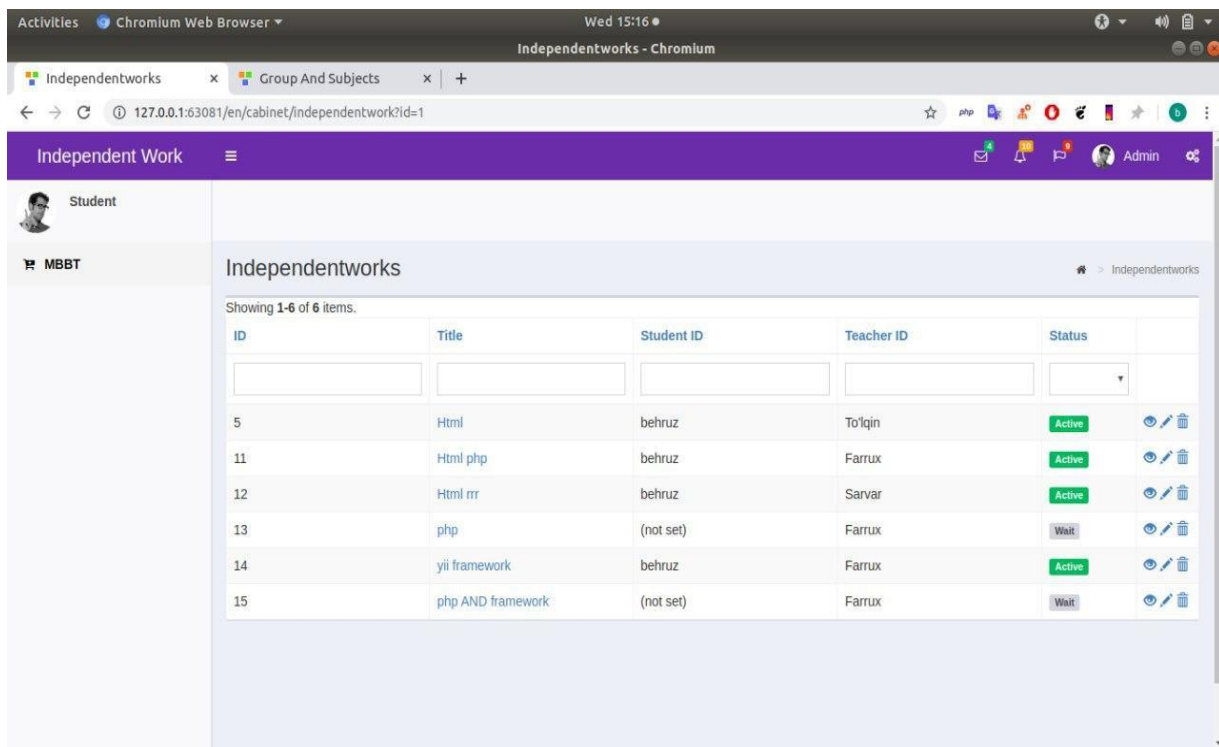 Activities Chromium Web Browser Wed 15:16
Independentworks - Chromium
Independentworks × Group And Subjects × +
127.0.0.1:63081/en/cabinet/independentwork?id=1 php b
Independent Work 4 10 9 Admin
Student
MBBT
Independentworks > Independentworks
Showing 1-6 of 6 items.
ID Title Student ID Teacher ID Status
5 Html behruz To'lqin Active
11 Html php behruz Farrux Active
12 Html rrr behruz Sarvar Active
13 php (not set) Farrux Wait
14 yii framework behruz Farrux Active
15 php AND framework (not set) Farrux Wait